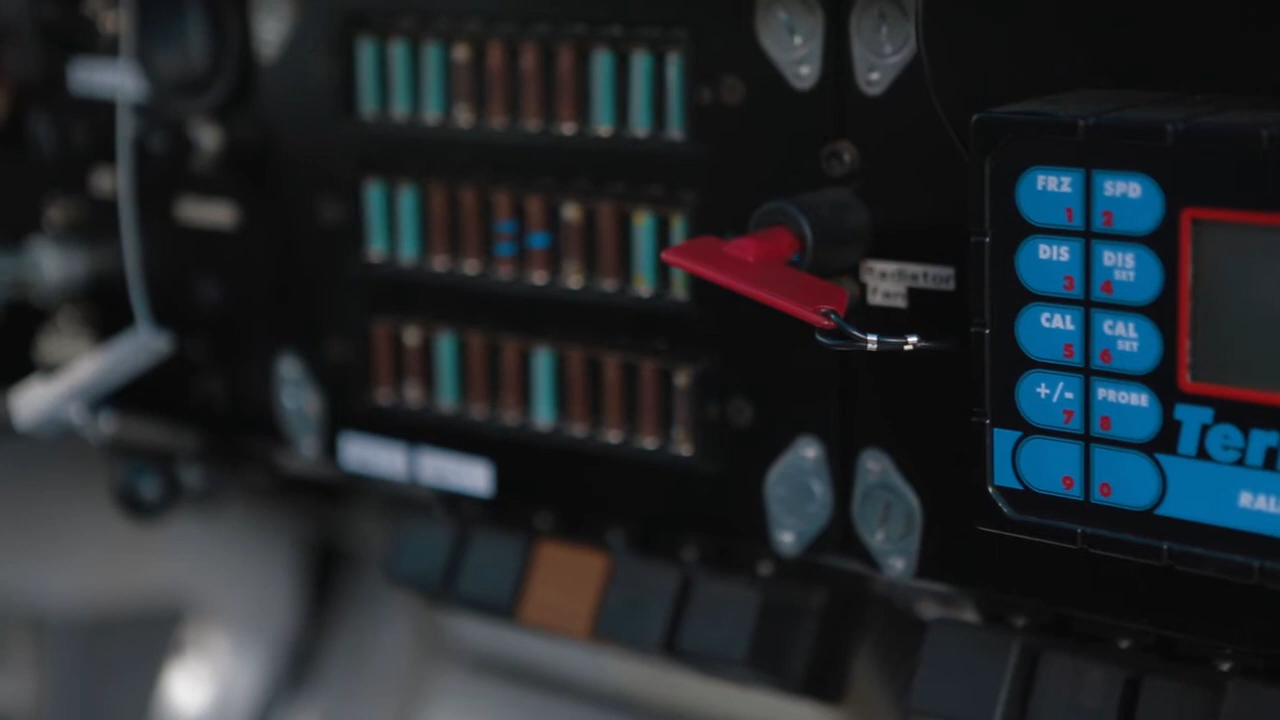 Radiator
Fan
FRZ
1
SPD
2
DIS
3
DIS
SET
4
CAL
5
CAL
SET
6
+/-
7
PROBE
8
9
0
Ter
RAL